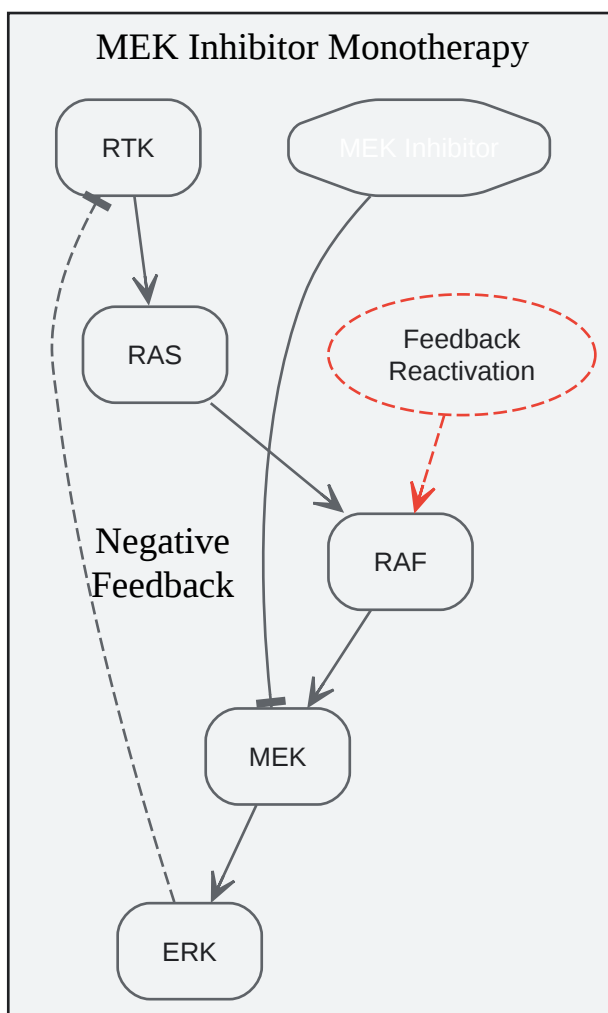 MEK Inhibitor Monotherapy
RTK
MEK Inhibitor
RAS
Feedback
Reactivation
Negative
Feedback
RAF
MEK
ERK